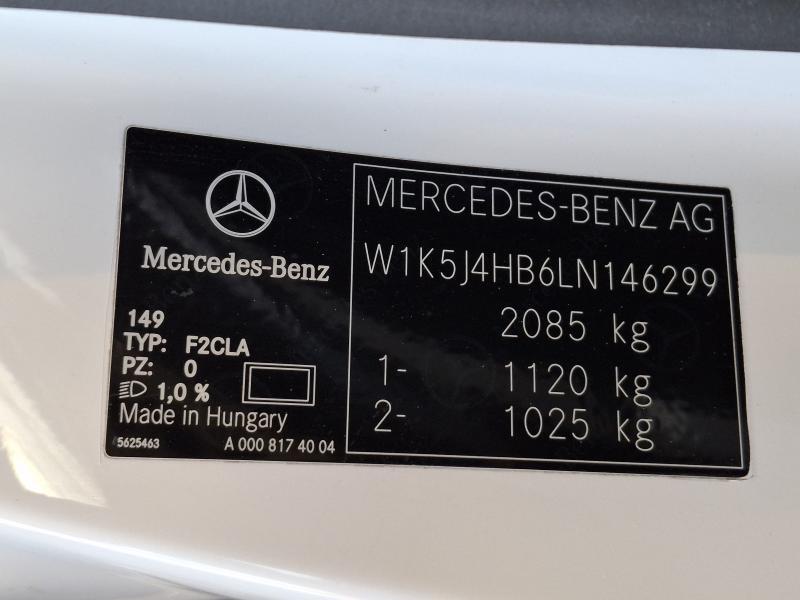 Mercedes-Benz
149
TYP: F2CLA
PZ: 0
1,0 %
Made in Hungary
5625463 A 000 817 40 04
MERCEDES-BENZ AG
W1K5J4HB6LN146299
2085 kg
1- 1120 kg
2- 1025 kg